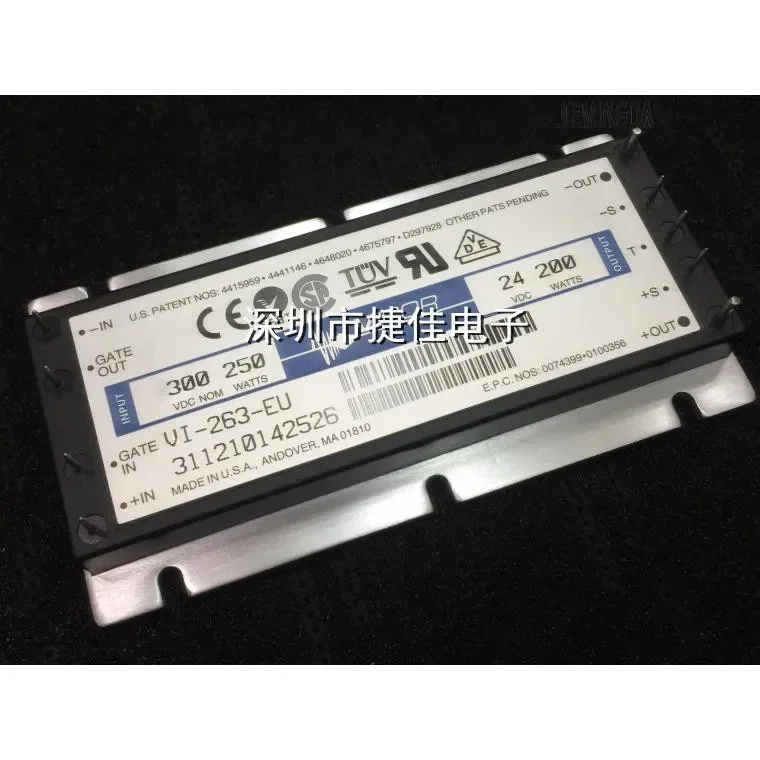 JEMINGDA
U.S. PATENT NOS: 4415959 • 4441146 • 4648020 • 4675797 • D297928 OTHER PATS PENDING
−IN
GATE OUT
INPUT
GATE IN
+IN
CE
TÜV
VDE
深圳市捷佳电子
300 250
VDC NOM WATTS
24 200
VDC WATTS
OUTPUT
−OUT
−S
T
+S
+OUT
VI-263-EU
311210142526
MADE IN U.S.A., ANDOVER, MA 01810
E.P.C. NOS: 0074399 • 0100356